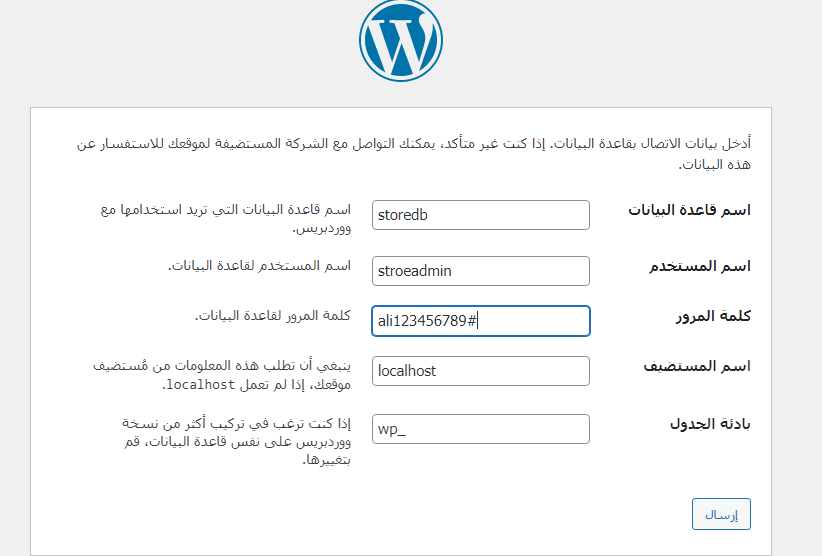 أدخل بيانات الاتصال بقاعدة البيانات. إذا كنت غير متأكد، يمكنك التواصل مع الشركة المستضيفة لموقعك للاستفسار عن
هذه البيانات.
اسم قاعدة البيانات
storedb
اسم قاعدة البيانات التي تريد استخدامها مع
ووردبريس.
اسم المستخدم
stroeadmin
اسم المستخدم لقاعدة البيانات.
كلمة المرور
ali123456789#
كلمة المرور لقاعدة البيانات.
اسم المستضيف
localhost
ينبغي أن تطلب هذه المعلومات من مُستضيف
موقعك، إذا لم تعمل localhost.
بادئة الجدول
wp_
إذا كنت ترغب في تركيب أكثر من نسخة
ووردبريس على نفس قاعدة البيانات، قم
بتغييرها.
إرسال